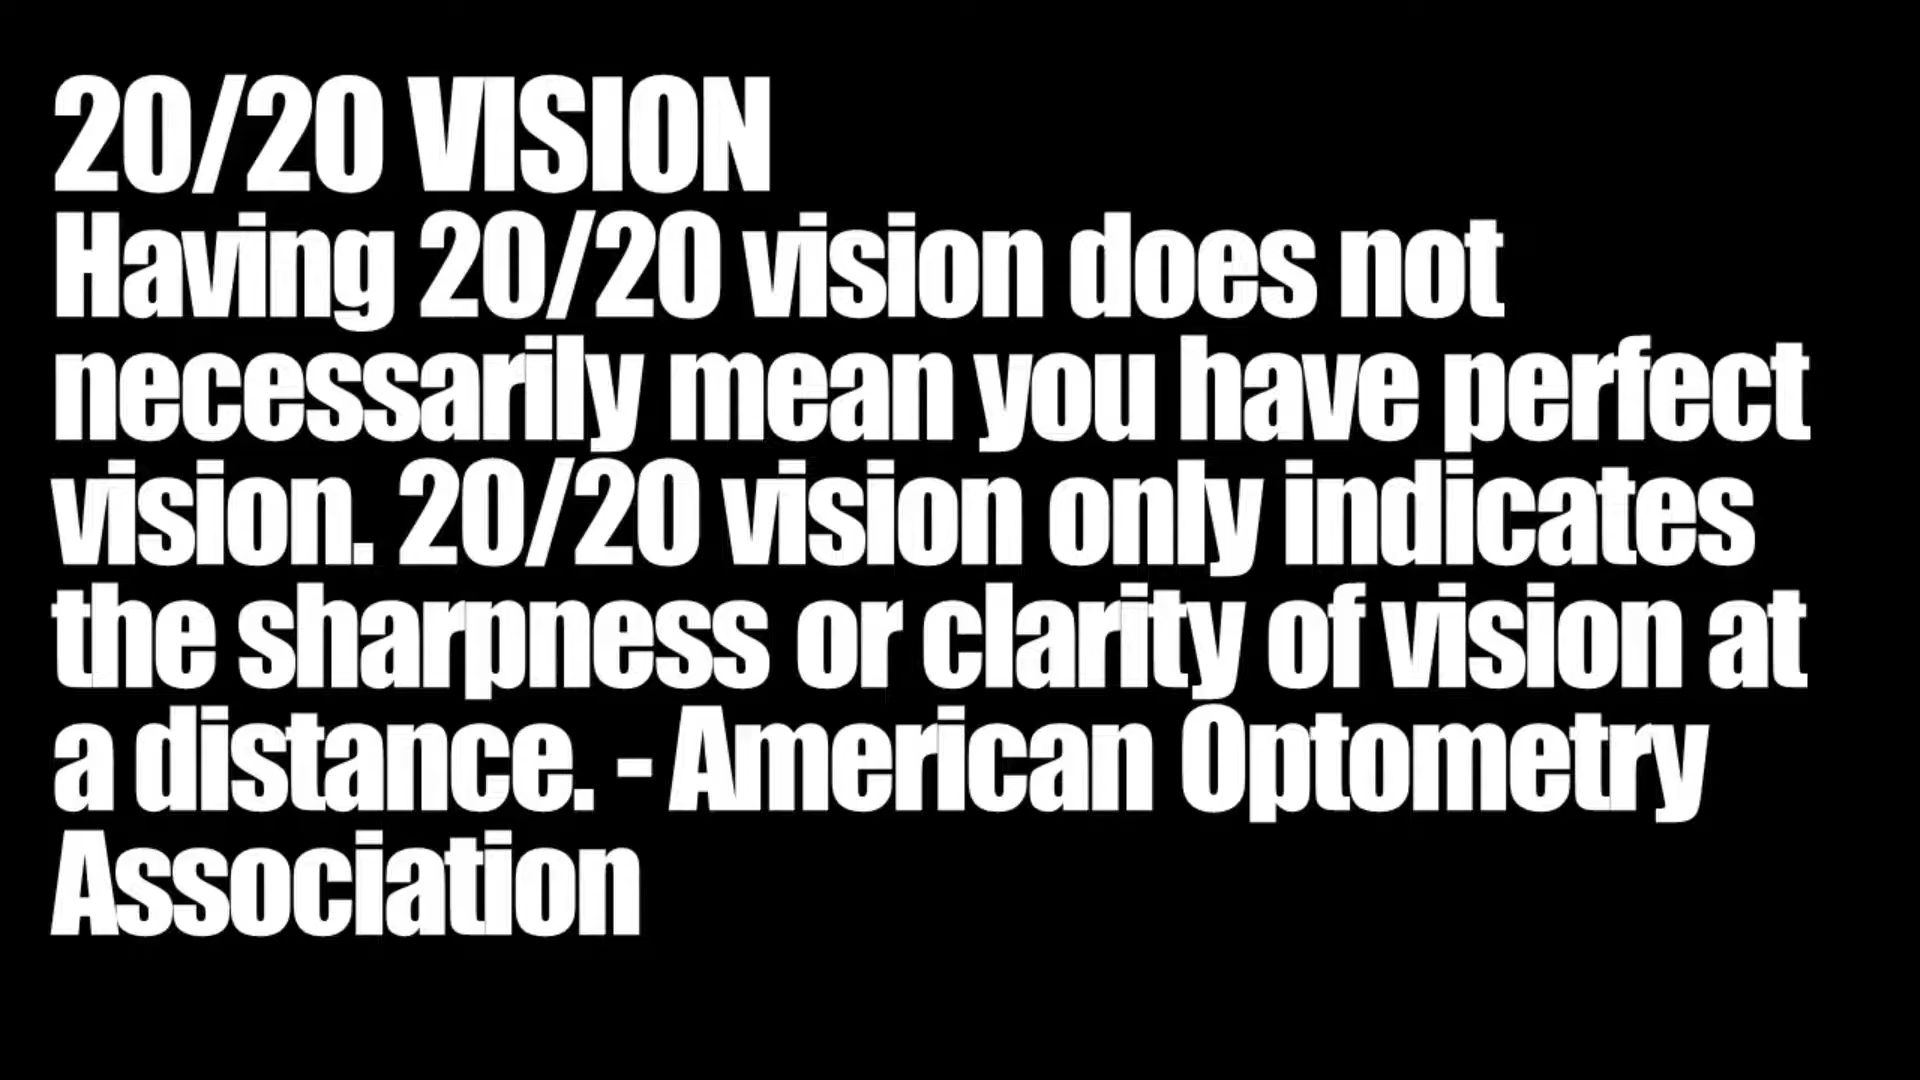 20/20 VISION
Having 20/20 vision does not
necessarily mean you have perfect
vision. 20/20 vision only indicates
the sharpness or clarity of vision at
a distance. - American Optometry
Association